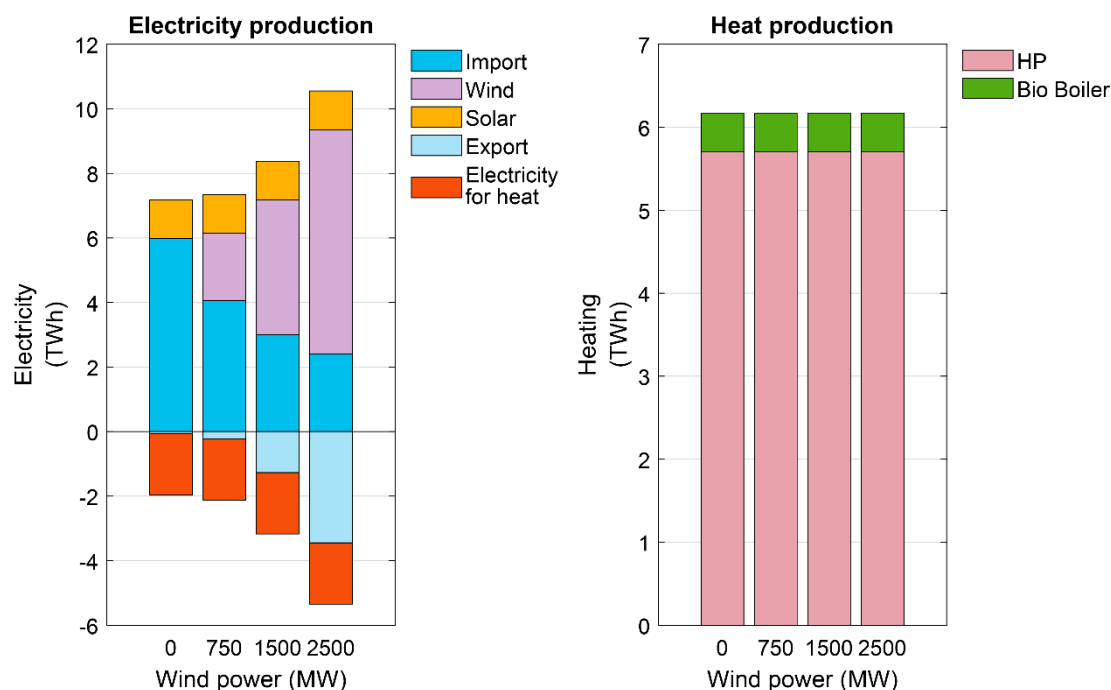 Electricity production
12
10
8
6
4
2
0
-2
-4
-6
Electricity
(TWh)
0 750 1500 2500
Wind power (MW)
Import
Wind
Solar
Export
Electricity
for heat
Heat production
7
6
5
4
3
2
1
0
Heating
(TWh)
0 750 1500 2500
Wind power (MW)
HP
Bio Boiler